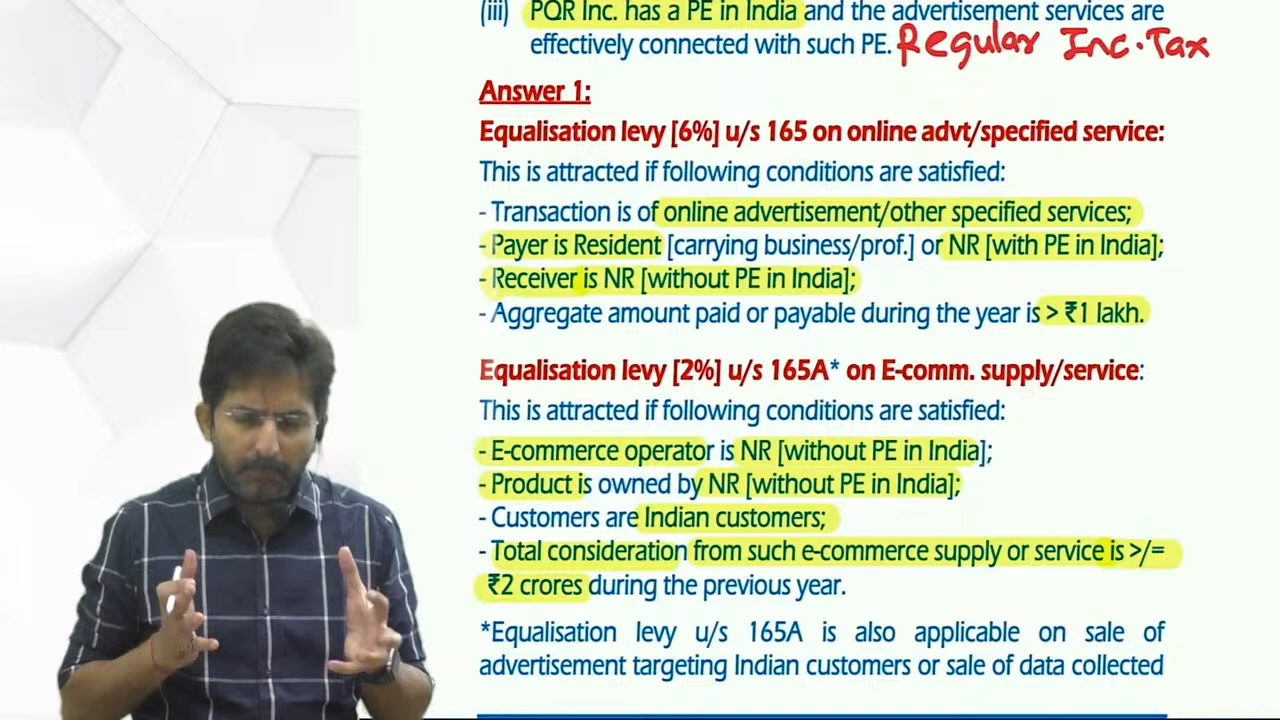 (iii) PQR Inc. has a PE in India and the advertisement services are
effectively connected with such PE. Regular Inc. Tax
Answer 1:
Equalisation levy [6%] u/s 165 on online advt/specified service:
This is attracted if following conditions are satisfied:
- Transaction is of online advertisement/other specified services;
- Payer is Resident [carrying business/prof.] or NR [with PE in India];
- Receiver is NR [without PE in India];
- Aggregate amount paid or payable during the year is > ₹1 lakh.
Equalisation levy [2%] u/s 165A* on E-comm. supply/service:
This is attracted if following conditions are satisfied:
- E-commerce operator is NR [without PE in India];
- Product is owned by NR [without PE in India];
- Customers are Indian customers;
- Total consideration from such e-commerce supply or service is >/=
₹2 crores during the previous year.
*Equalisation levy u/s 165A is also applicable on sale of
advertisement targeting Indian customers or sale of data collected